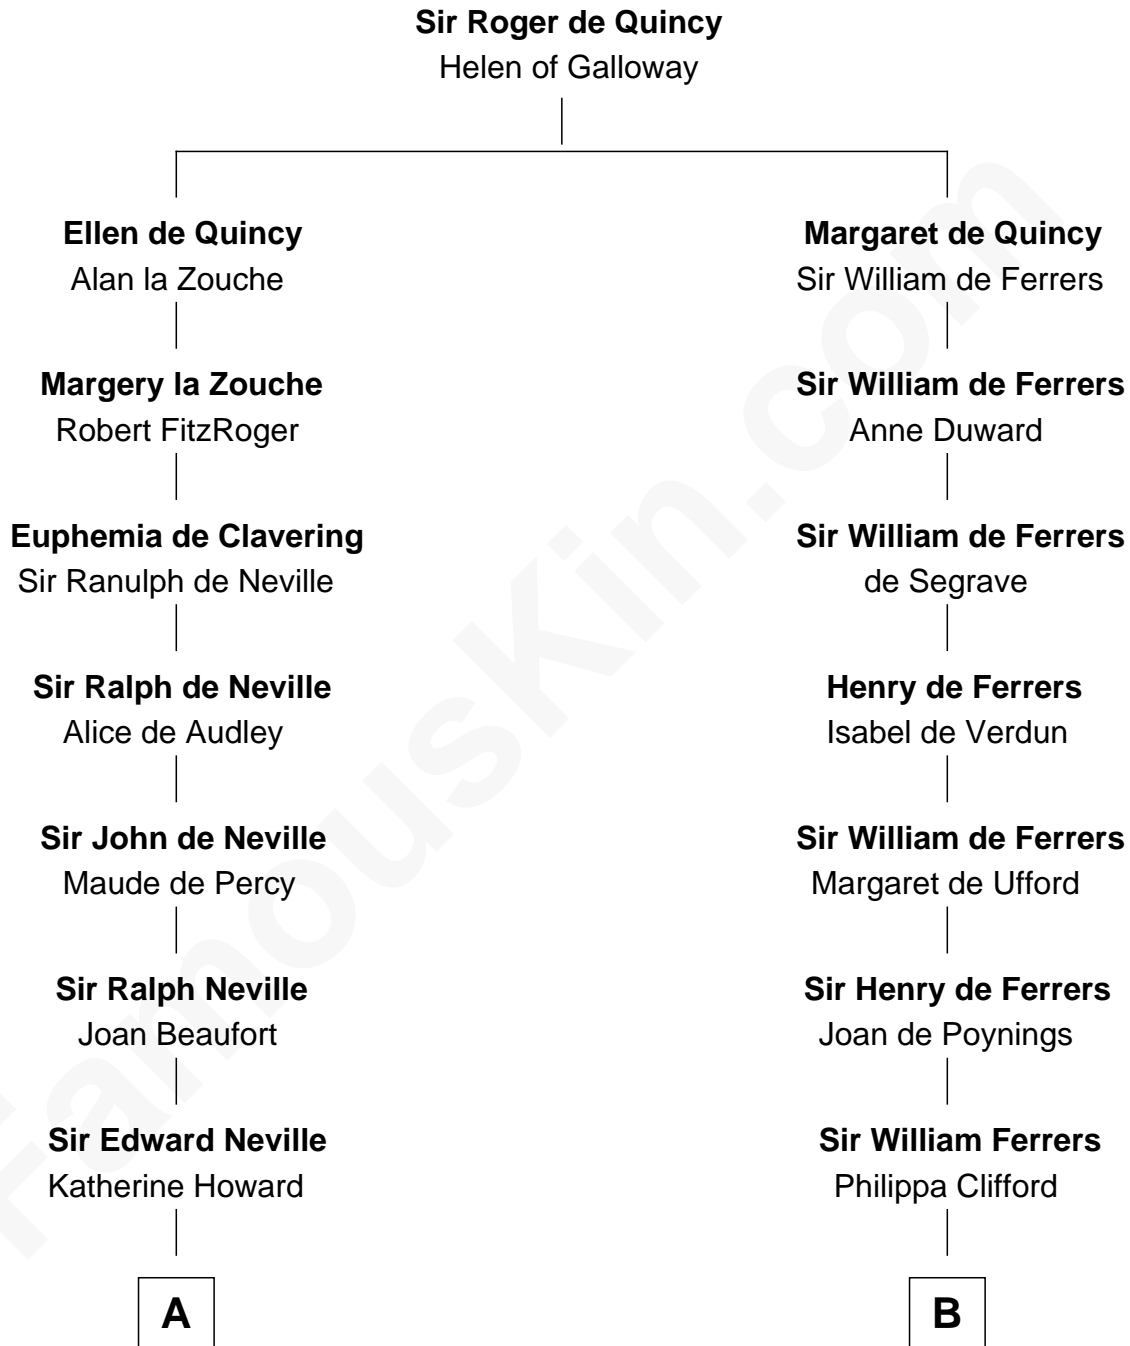 Sir Roger de Quincy
Helen of Galloway
Ellen de Quincy
Alan la Zouche
Margaret de Quincy
Sir William de Ferrers
Margery la Zouche
Robert FitzRoger
Sir William de Ferrers
Anne Duward
Euphemia de Clavering
Sir Ranulph de Neville
Sir William de Ferrers
de Segrave
Sir Ralph de Neville
Alice de Audley
Henry de Ferrers
Isabel de Verdun
Sir John de Neville
Maude de Percy
Sir William de Ferrers
Margaret de Ufford
Sir Ralph Neville
Joan Beaufort
Sir Henry de Ferrers
Joan de Poynings
Sir Edward Neville
Katherine Howard
Sir William Ferrers
Philippa Clifford
A
B
FamousKin.com